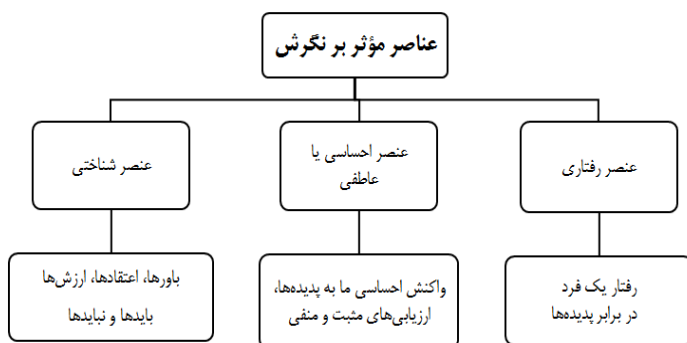 عناصر مؤثر بر نگرش
عنصر رفتاری
عنصر احساسی یا
عاطفی
عنصر شناختی
رفتار یک فرد
در برابر پدیده‌ها
واکنش احساسی ما به پدیده‌ها،
ارزیابی‌های مثبت و منفی
باورها، اعتقادها، ارزش‌ها
بایدها و نبایدها